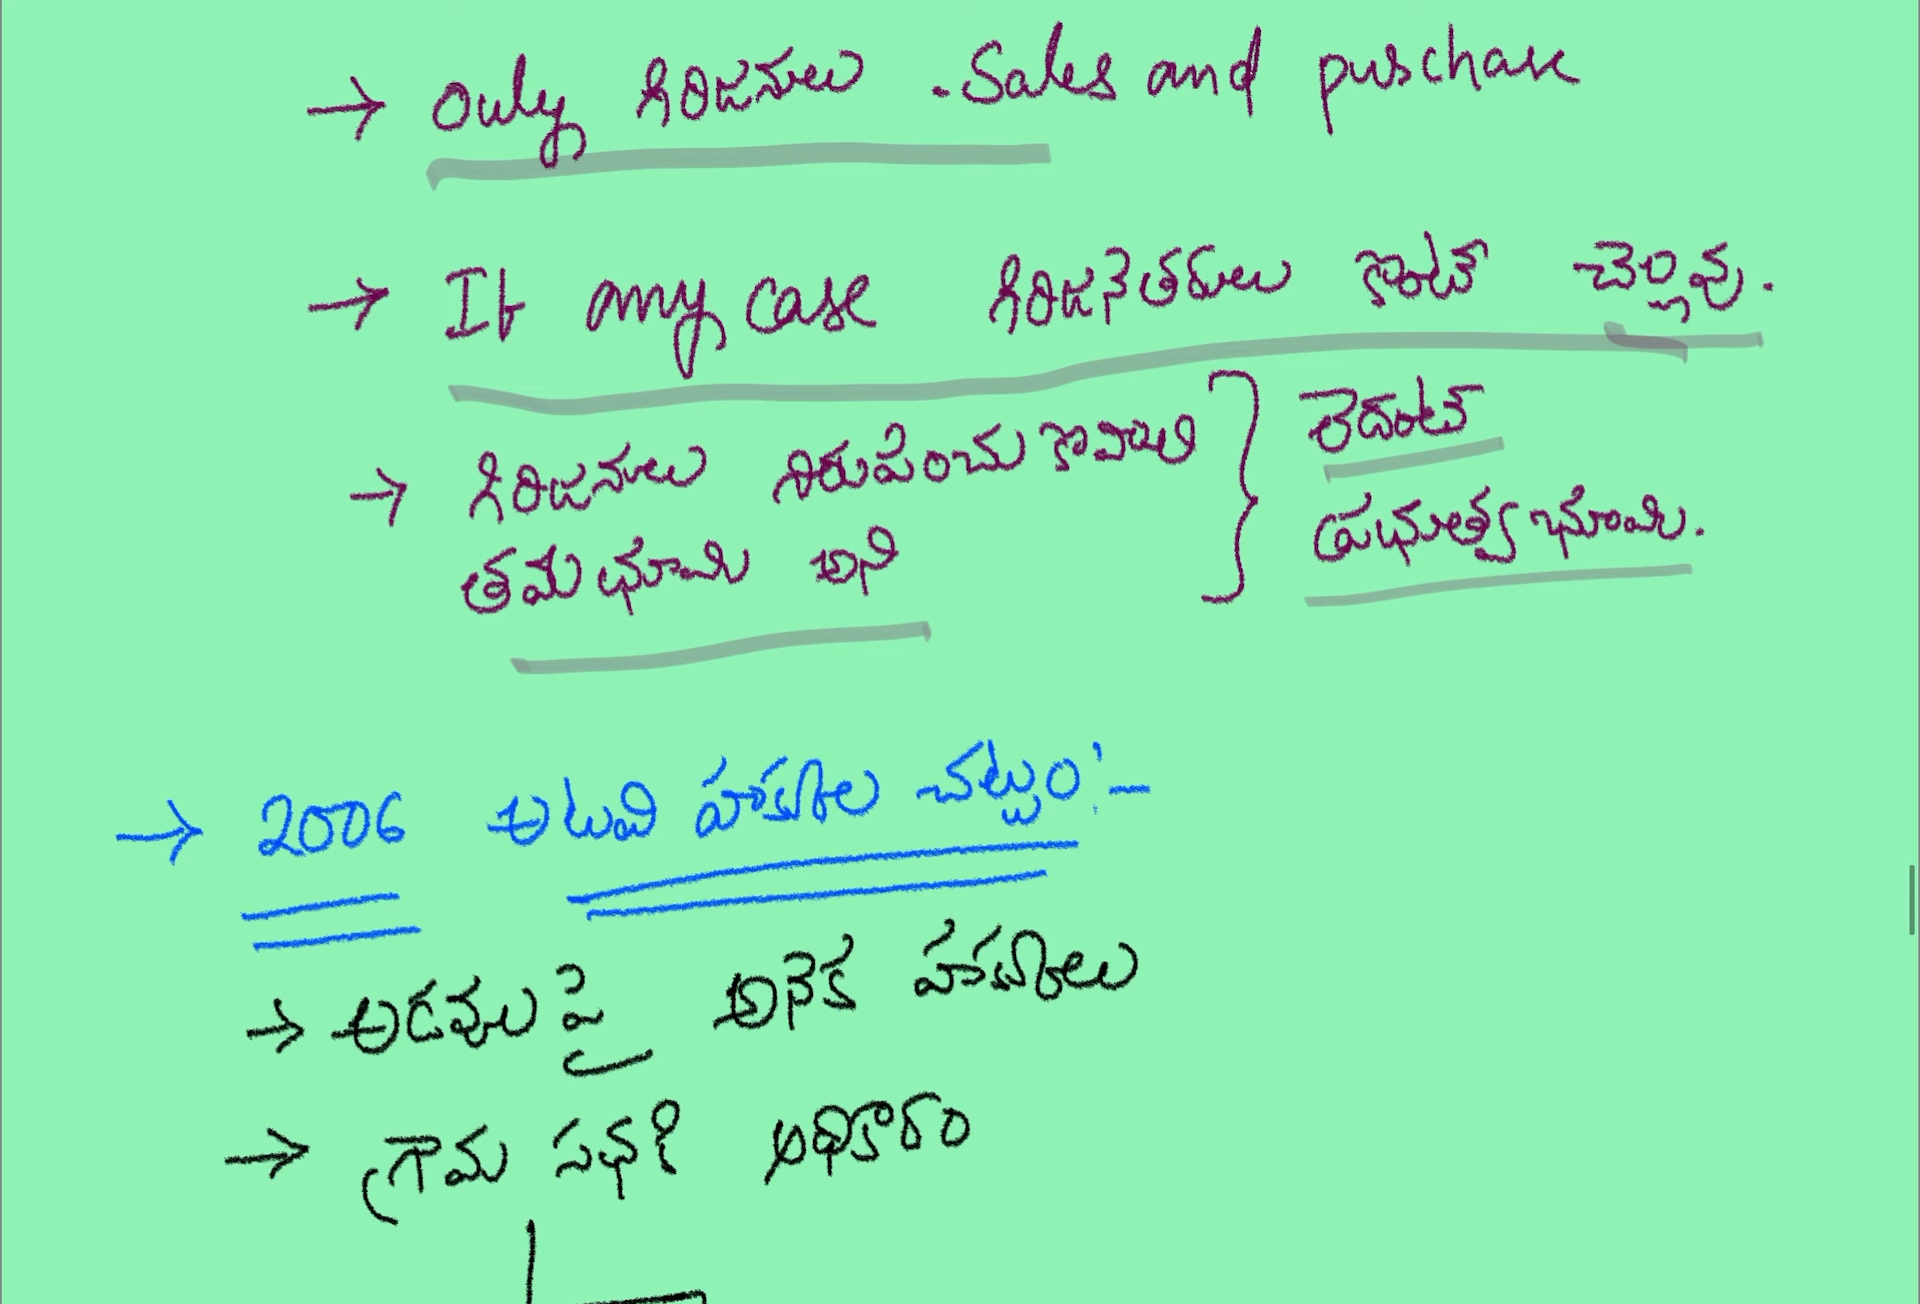 → Only గిరిజనులు - Sales and purchase
→ If any case గిరిజనేతరులు కొంటే చెల్లవు.
→ గిరిజనులు నిరుపించుకోవాలి
తమ భూమి అని
లేదంటే
ప్రభుత్వ భూమి.
→ 2006 అటవి హక్కుల చట్టం :-
→ అడవులపై అనేక హక్కులు
→ గ్రామ సభకి అధికారం